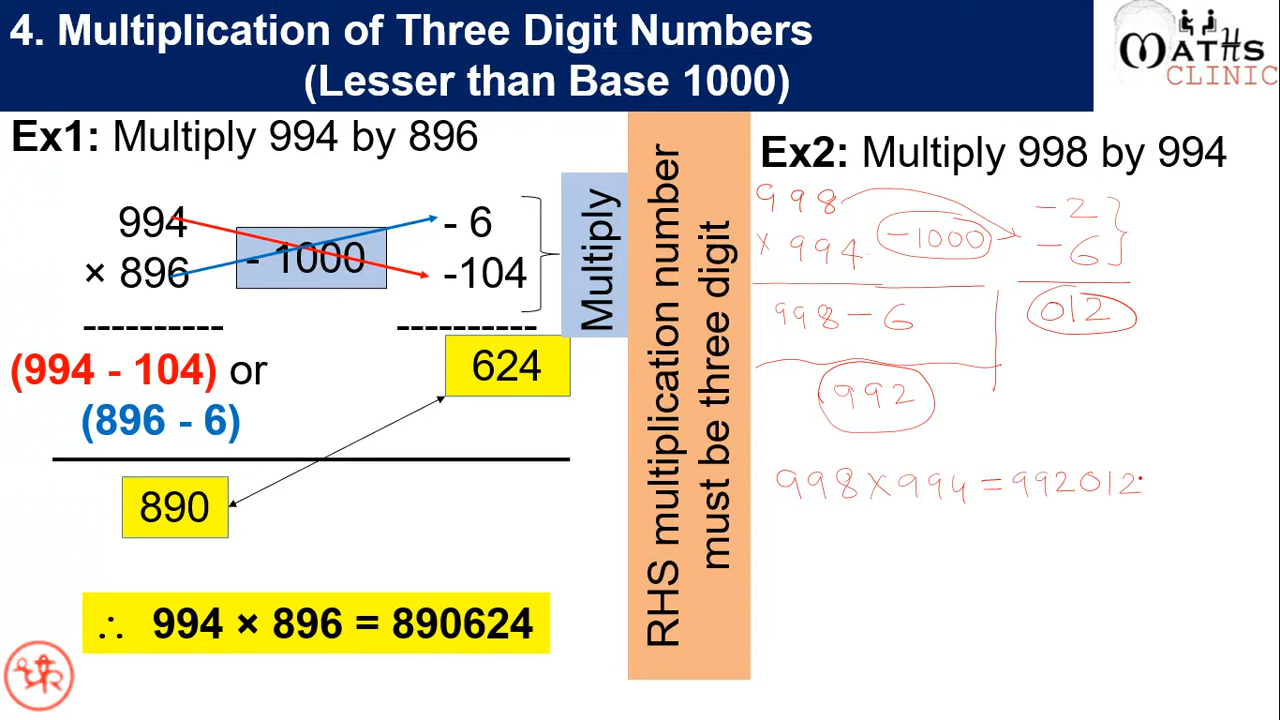 4. Multiplication of Three Digit Numbers
(Lesser than Base 1000)
MATHS
CLINIC
Ex1: Multiply 994 by 896
994
× 896
- 1000
- 6
-104
----------
----------
(994 - 104) or
(896 - 6)
624
890
∴ 994 × 896 = 890624
Multiply
RHS multiplication number
must be three digit
Ex2: Multiply 998 by 994
998
× 994
-1000
-2
-6
998 - 6
012
992
998 × 994 = 992012